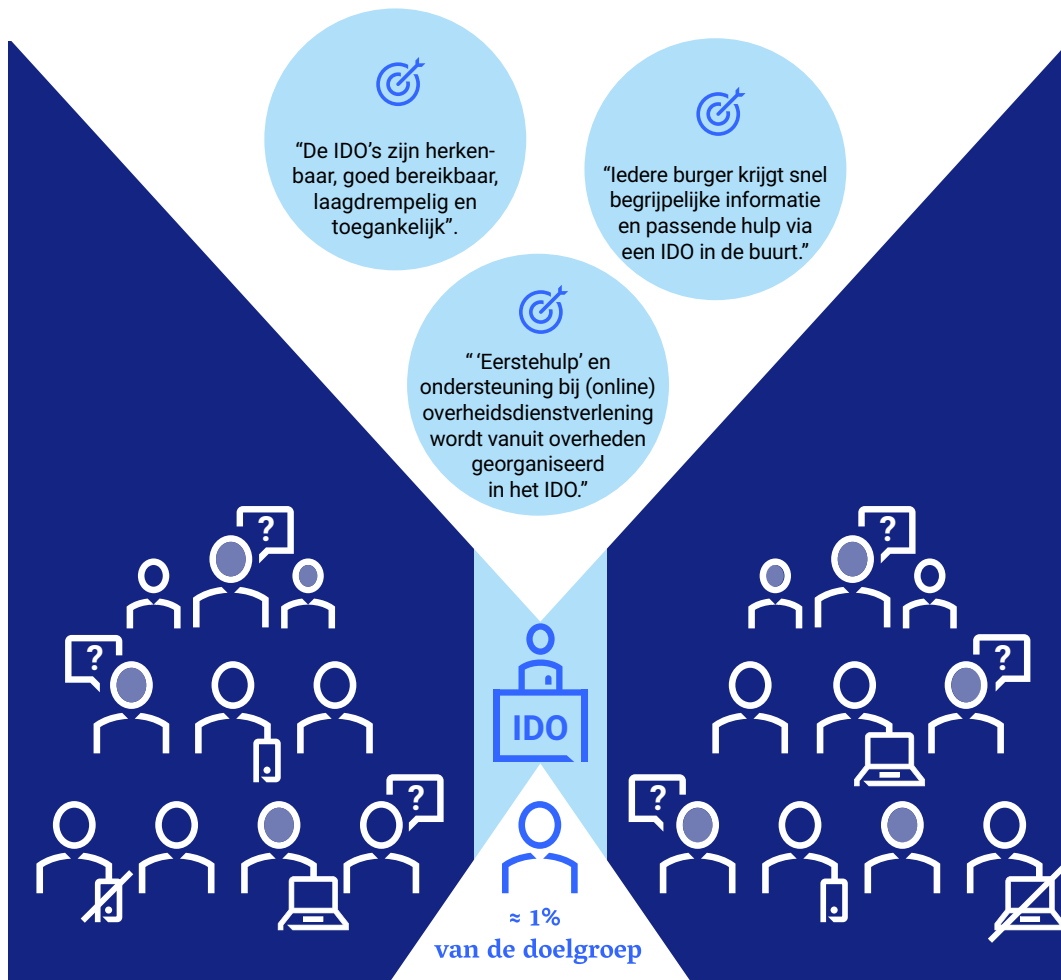 “De IDO’s zijn herken-
baar, goed bereikbaar,
laagdrempelig en
toegankelijk”.
“Iedere burger krijgt snel
begrijpelijke informatie
en passende hulp via
een IDO in de buurt.”
“ ‘Eerstehulp’ en
ondersteuning bij (online)
overheidsdienstverlening
wordt vanuit overheden
georganiseerd
in het IDO.”
?
?
?
?
IDO
?
?
?
≈ 1%
van de doelgroep